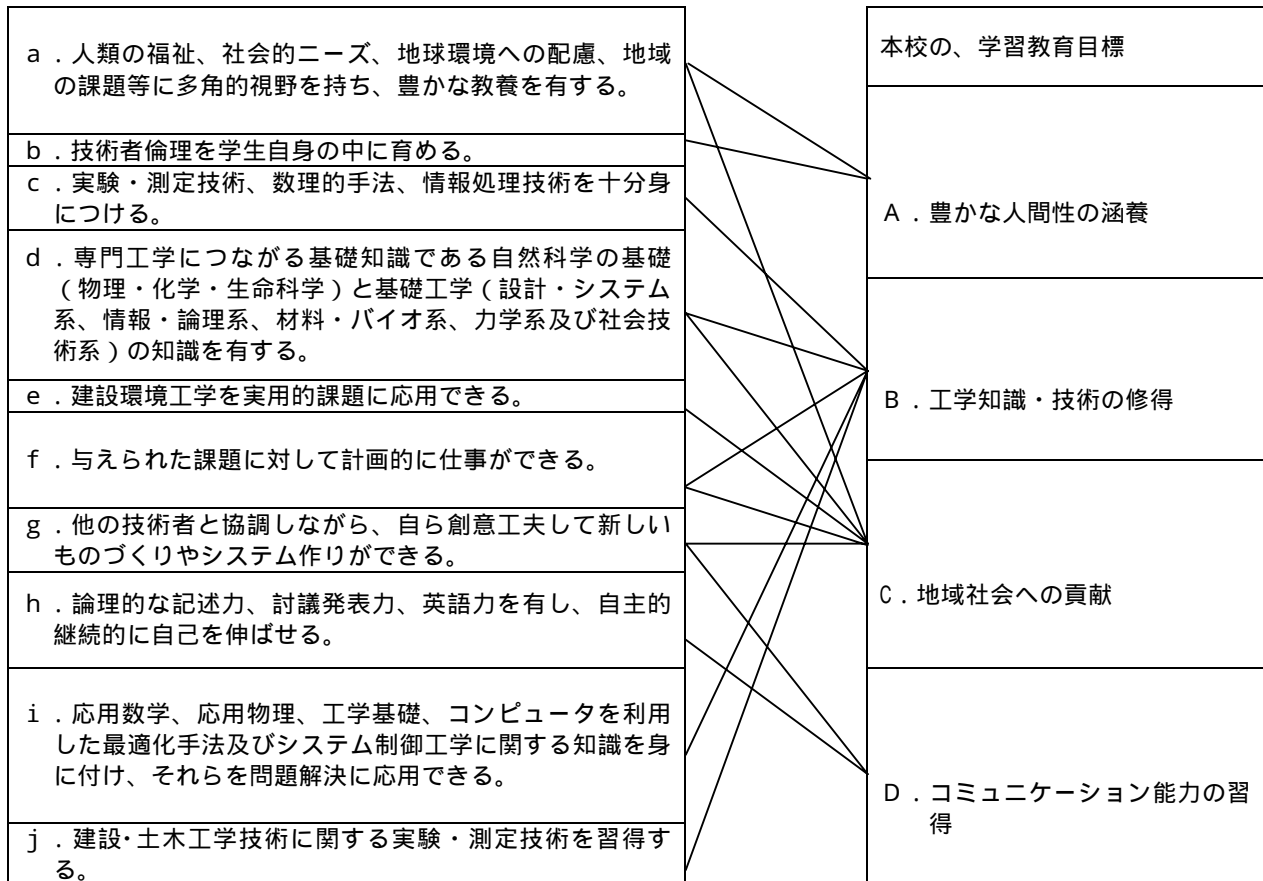 a．人類の福祉、社会的ニーズ、地球環境への配慮、地域
の課題等に多角的視野を持ち、豊かな教養を有する。
b．技術者倫理を学生自身の中に育める。
c．実験・測定技術、数理的手法、情報処理技術を十分身
につける。
d．専門工学につながる基礎知識である自然科学の基礎
（物理・化学・生命科学）と基礎工学（設計・システム
系、情報・論理系、材料・バイオ系、力学系及び社会技
術系）の知識を有する。
e．建設環境工学を実用的課題に応用できる。
f．与えられた課題に対して計画的に仕事ができる。
g．他の技術者と協調しながら、自ら創意工夫して新しい
ものづくりやシステム作りができる。
h．論理的な記述力、討議発表力、英語力を有し、自主的
継続的に自己を伸ばせる。
i．応用数学、応用物理、工学基礎、コンピュータを利用
した最適化手法及びシステム制御工学に関する知識を身
に付け、それらを問題解決に応用できる。
j．建設・土木工学技術に関する実験・測定技術を習得す
る。
本校の、学習教育目標
A．豊かな人間性の涵養
B．工学知識・技術の修得
C．地域社会への貢献
D．コミュニケーション能力の習
得